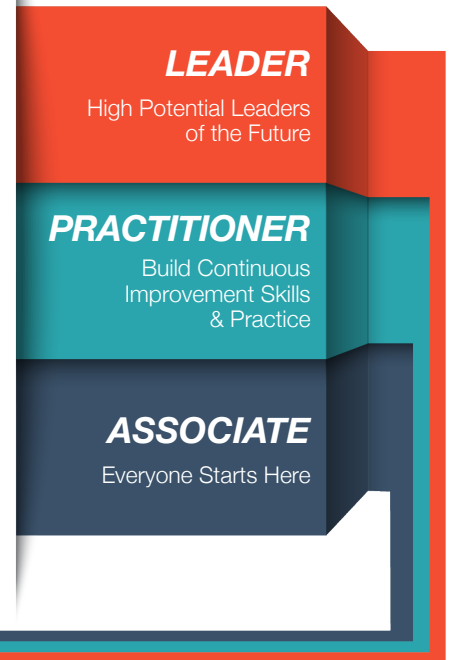 LEADER
High Potential Leaders
of the Future
PRACTITIONER
Build Continuous
Improvement Skills
& Practice
ASSOCIATE
Everyone Starts Here